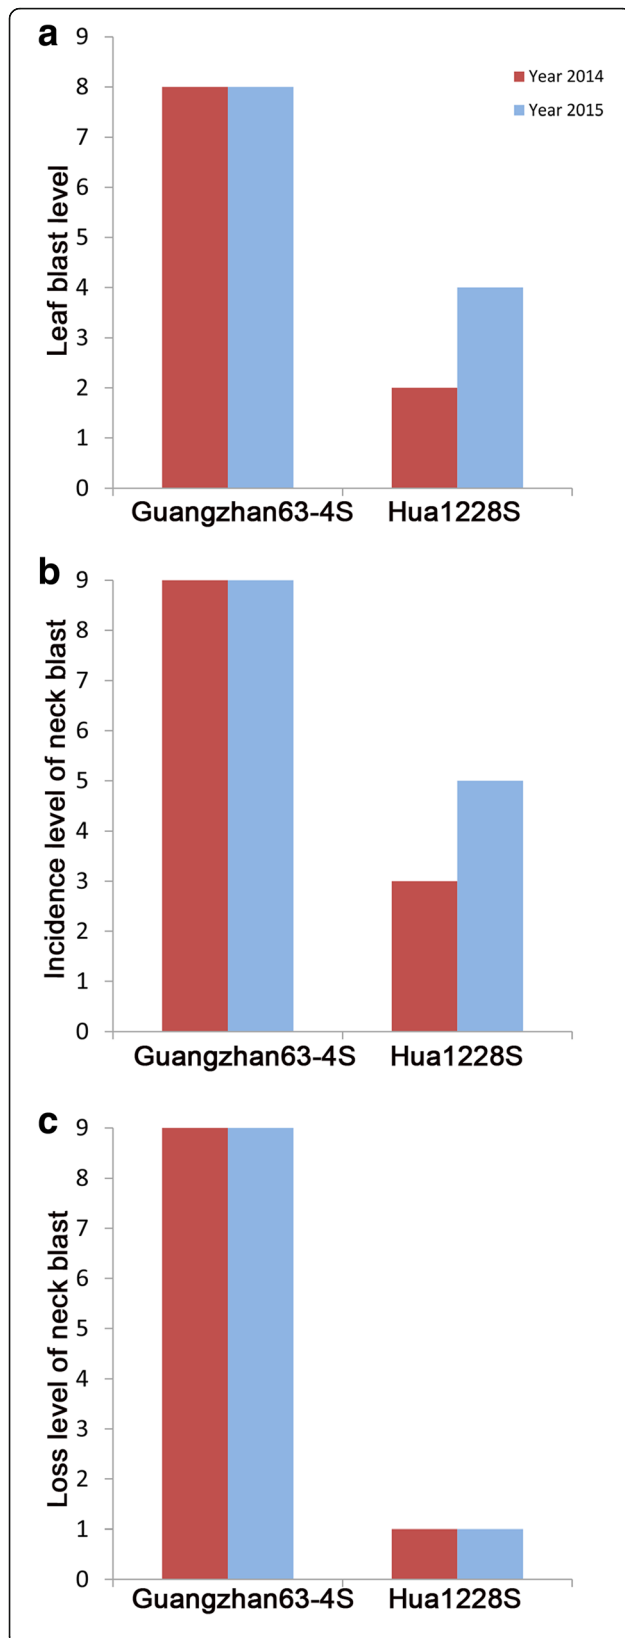 a
9
Year 2014
8
Year 2015
7
6
5
4
3
2
1
0
Leaf blast level
Guangzhan63-4S Hua1228S
b
9
8
7
6
5
4
3
2
1
0
Incidence level of neck blast
Guangzhan63-4S Hua1228S
c
9
8
7
6
5
4
3
2
1
0
Loss level of neck blast
Guangzhan63-4S Hua1228S